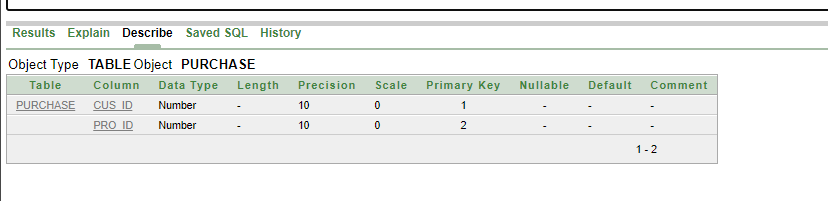 Results Explain Describe Saved SQL History
Object Type TABLE Object PURCHASE
Table Column Data Type Length Precision Scale Primary Key Nullable Default Comment
PURCHASE CUS_ID Number - 10 0 1 - - -
PRO_ID Number - 10 0 2 - - -
1 - 2